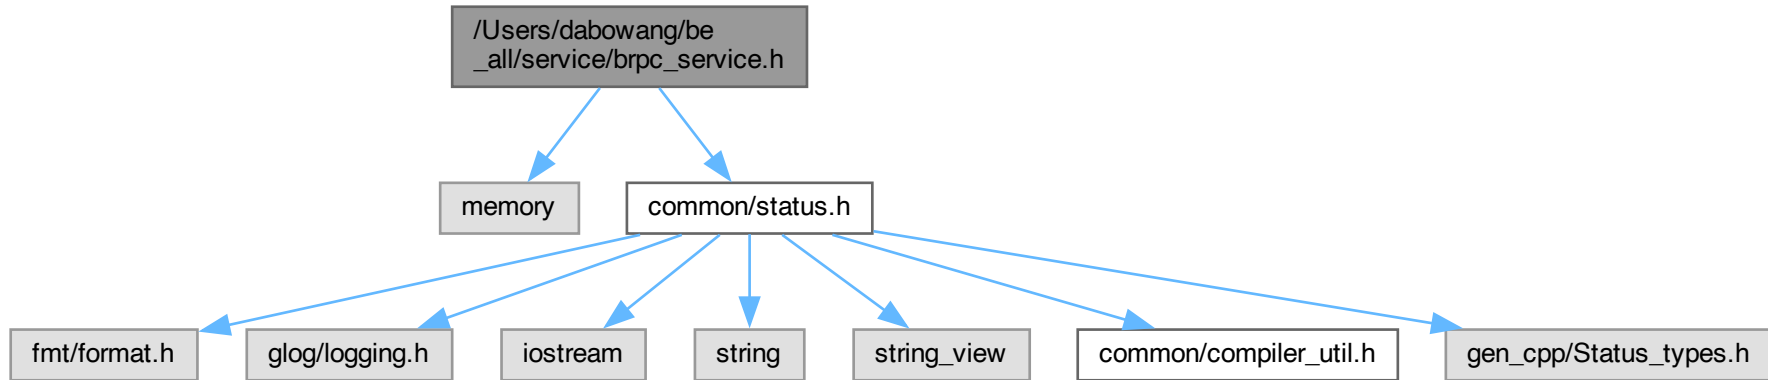 /Users/dabowang/be
_all/service/brpc_service.h
memory
common/status.h
fmt/format.h
glog/logging.h
iostream
string
string_view
common/compiler_util.h
gen_cpp/Status_types.h